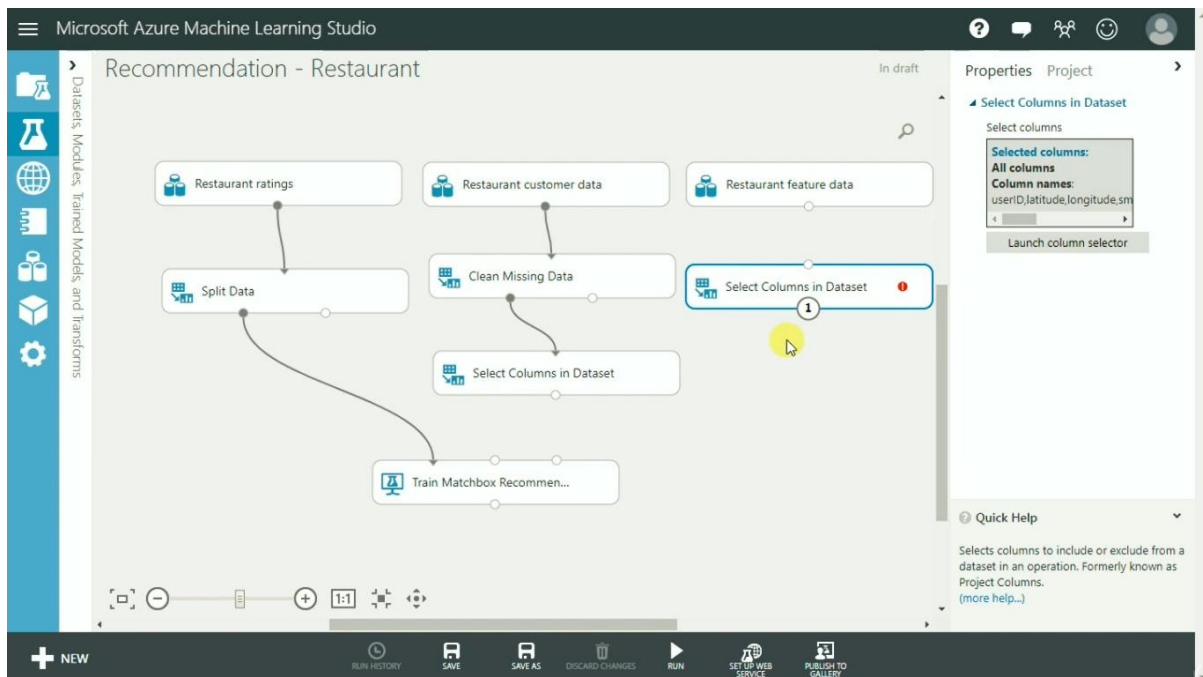 Microsoft Azure Machine Learning Studio
Datasets, Modules, Trained Models, and Transforms
Recommendation - Restaurant
In draft
Restaurant ratings
Restaurant customer data
Restaurant feature data
Split Data
Clean Missing Data
Select Columns in Dataset
1
Select Columns in Dataset
Train Matchbox Recommen...
1:1
Properties Project
Select Columns in Dataset
Select columns
Selected columns:
All columns
Column names:
userID,latitude,longitude,sm
Launch column selector
Quick Help
Selects columns to include or exclude from a
dataset in an operation. Formerly known as
Project Columns.
(more help...)
NEW
RUN HISTORY
SAVE
SAVE AS
DISCARD CHANGES
RUN
SET UP WEB
SERVICE
PUBLISH TO
GALLERY